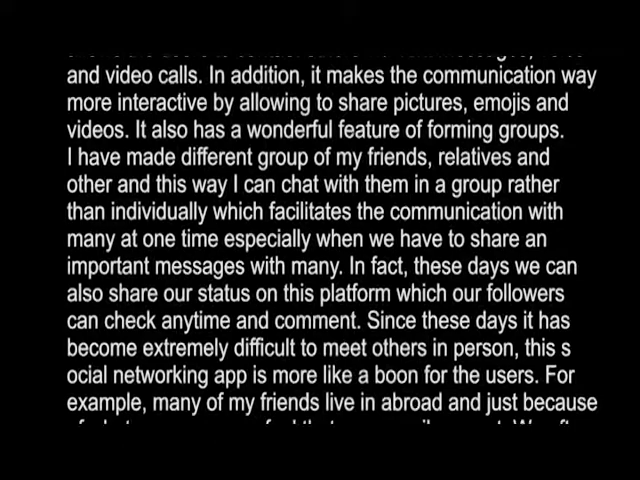 and video calls. In addition, it makes the communication way
more interactive by allowing to share pictures, emojis and
videos. It also has a wonderful feature of forming groups.
I have made different group of my friends, relatives and
other and this way I can chat with them in a group rather
than individually which facilitates the communication with
many at one time especially when we have to share an
important messages with many. In fact, these days we can
also share our status on this platform which our followers
can check anytime and comment. Since these days it has
become extremely difficult to meet others in person, this s
ocial networking app is more like a boon for the users. For
example, many of my friends live in abroad and just because